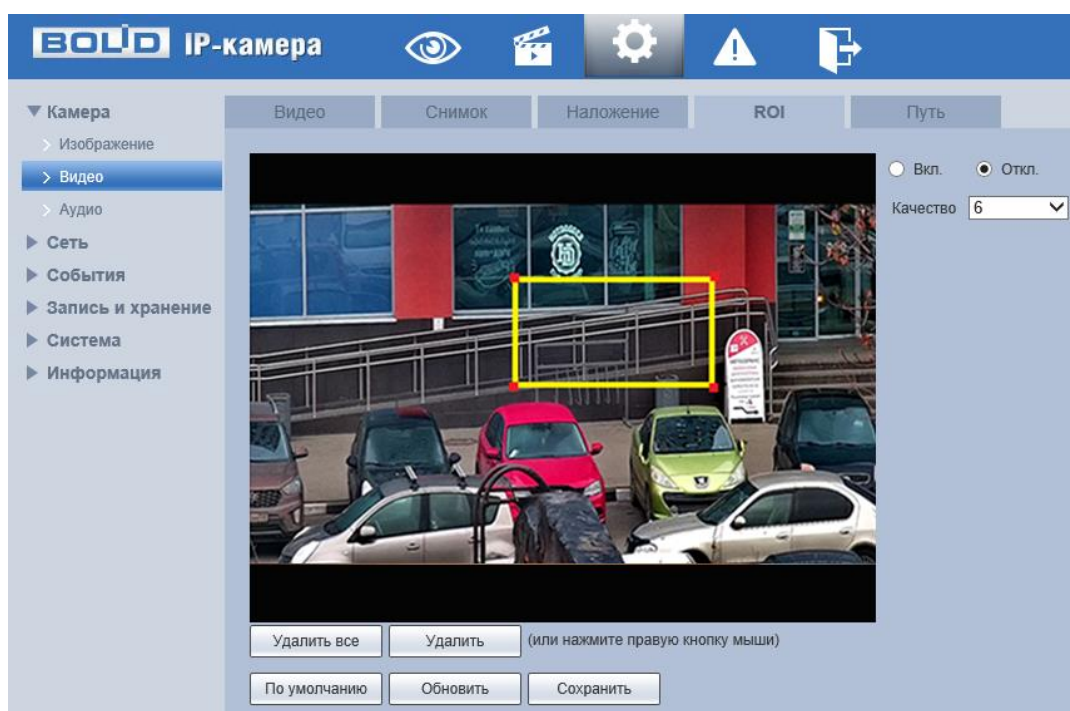 BOLID IP-камера
Камера
Видео Снимок Наложение ROI Путь
Изображение
Видео
Аудио
Сеть
События
Запись и хранение
Система
Информация
Вкл. Откл.
Качество 6
Удалить все Удалить (или нажмите правую кнопку мыши)
По умолчанию Обновить Сохранить